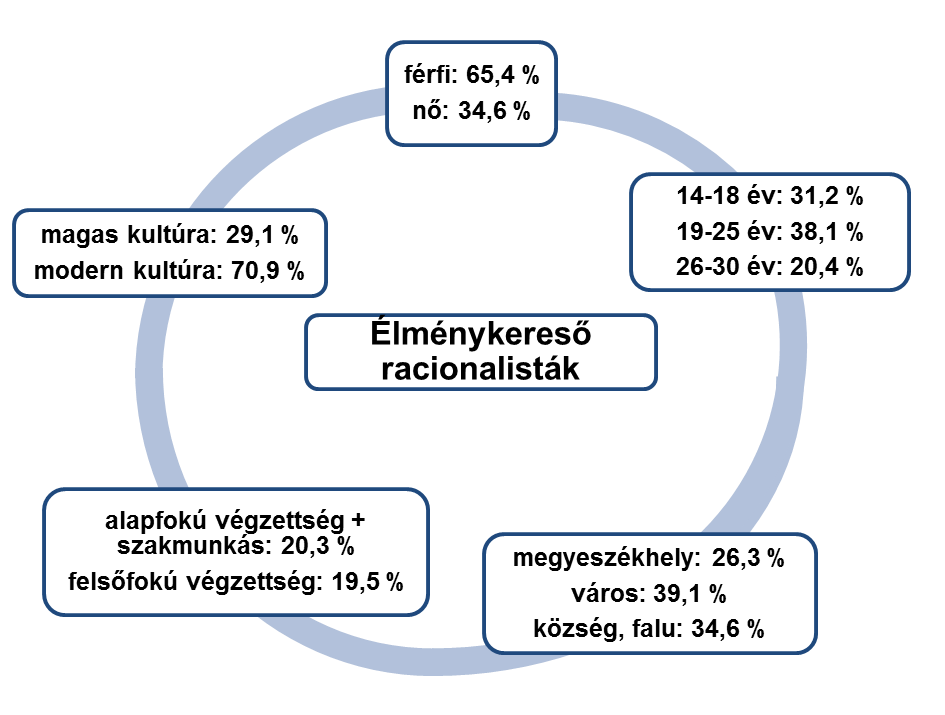 férfi: 65,4 %
nő: 34,6 %
14-18 év: 31,2 %
19-25 év: 38,1 %
26-30 év: 20,4 %
magas kultúra: 29,1 %
modern kultúra: 70,9 %
Élménykereső
racionalisták
alapfokú végzettség +
szakmunkás: 20,3 %
felsőfokú végzettség: 19,5 %
megyeszékhely: 26,3 %
város: 39,1 %
község, falu: 34,6 %